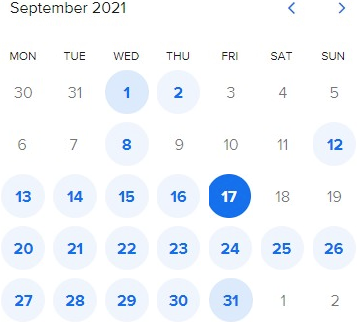 September 2021
MON TUE WED THU FRI SAT SUN
30 31 1 2 3 4 5
6 7 8 9 10 11 12
13 14 15 16 17 18 19
20 21 22 23 24 25 26
27 28 29 30 31 1 2